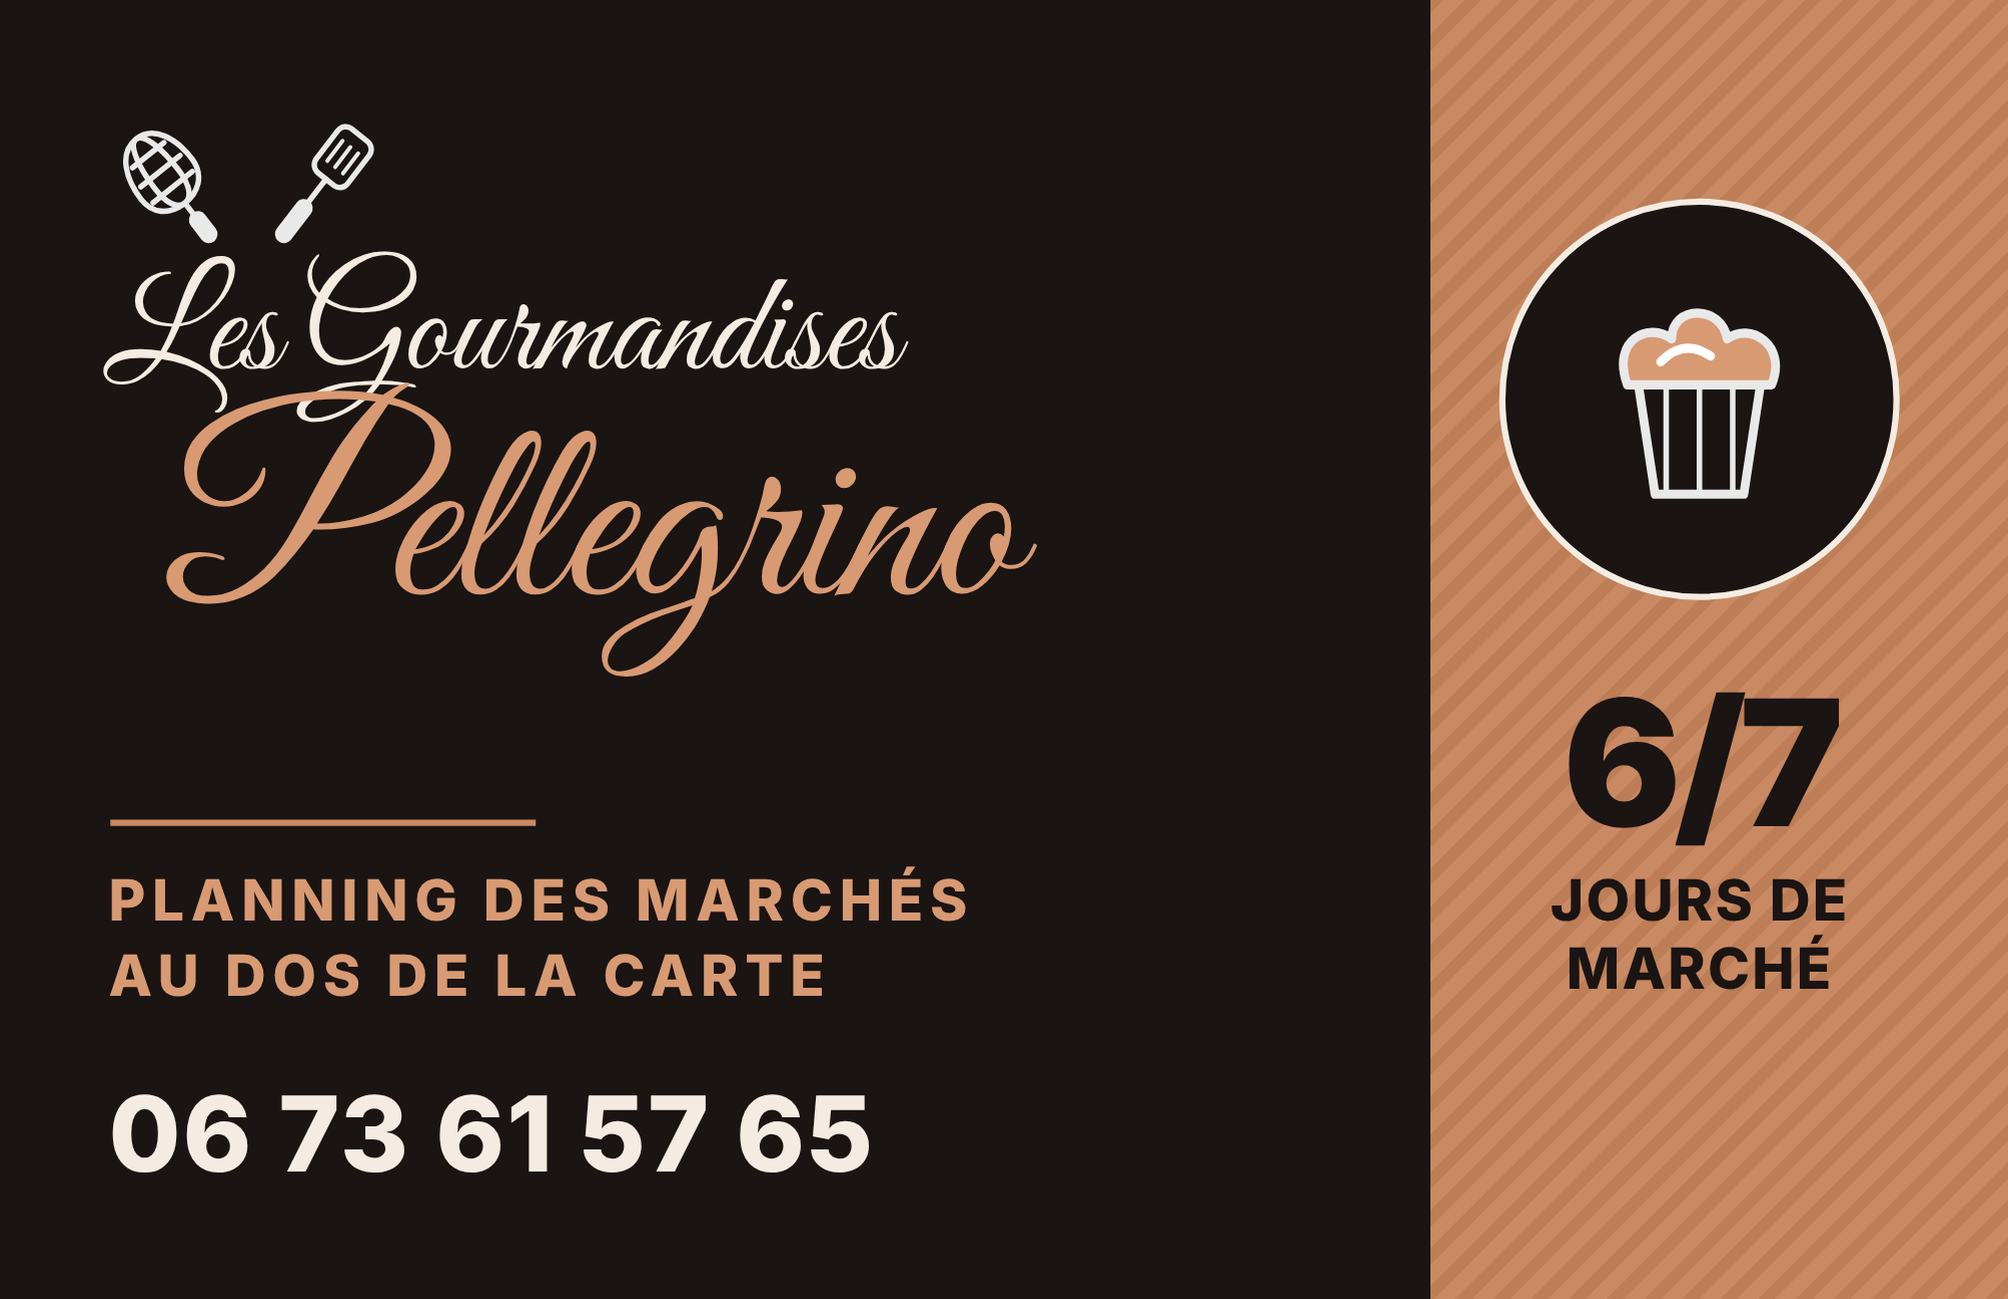 Les Gourmandises
Pellegrino
PLANNING DES MARCHÉS
AU DOS DE LA CARTE
06 73 61 57 65
6/7
JOURS DE
MARCHÉ